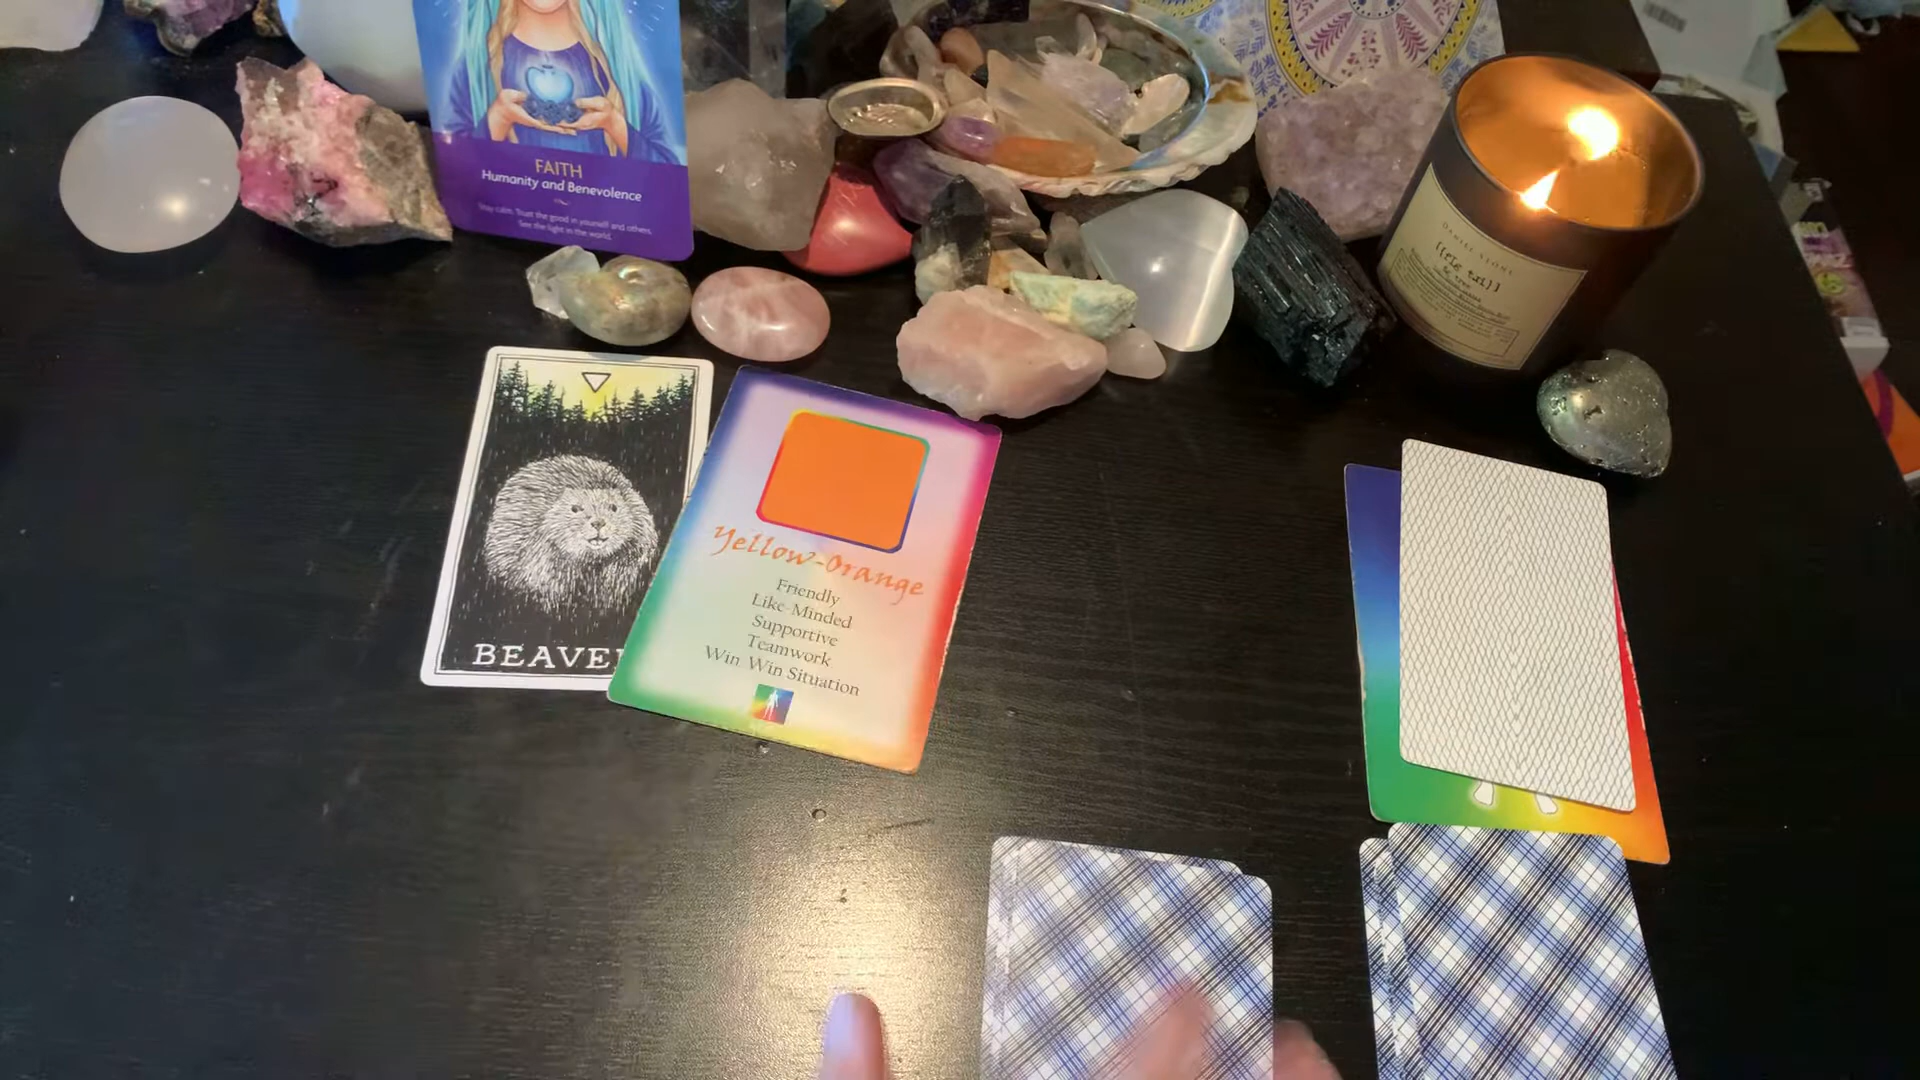 FAITH
Humanity and Benevolence
Stay calm. Trust the good in yourself and others.
See the light in the world.
BEAVE
Yellow-Orange
Friendly
Like-Minded
Supportive
Teamwork
Win Win Situation